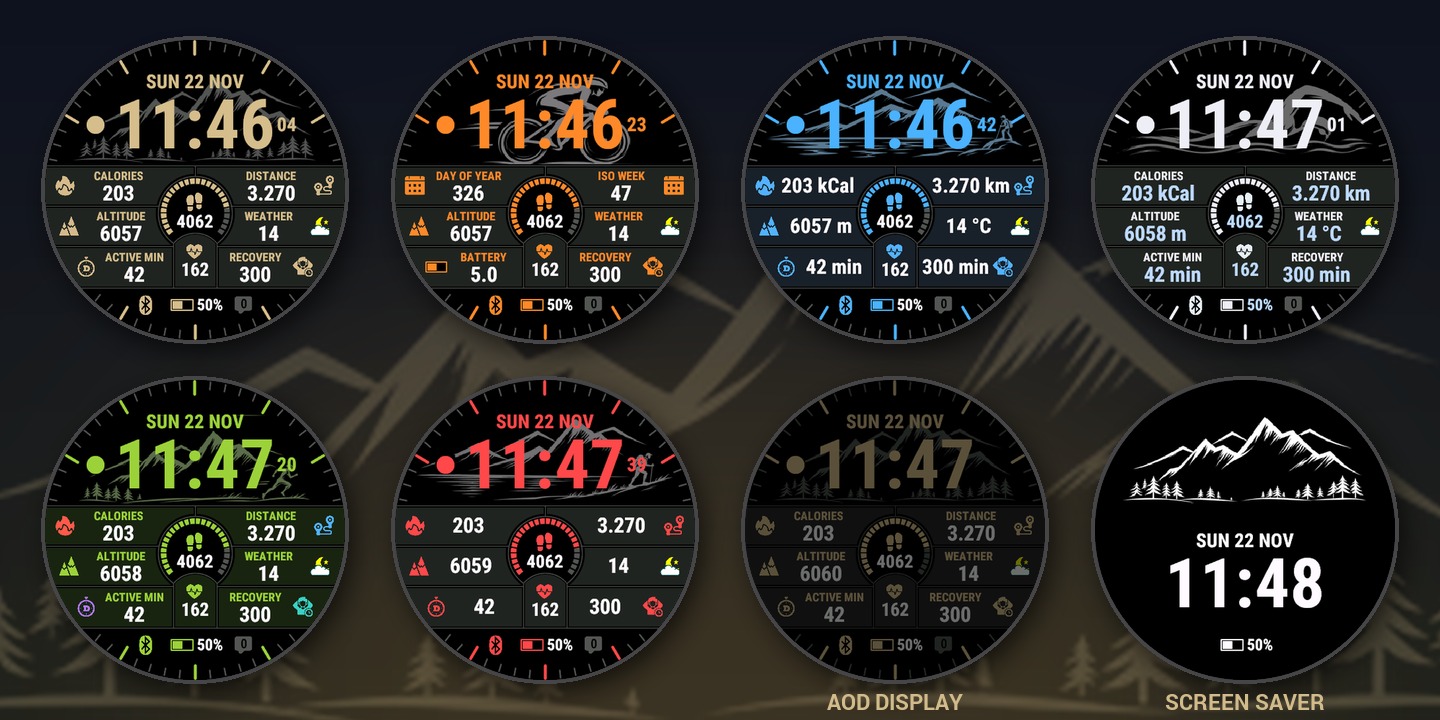 SUN 22 NOV
11:46 04
CALORIES
203
DISTANCE
3.270
ALTITUDE
6057
4062
WEATHER
14
ACTIVE MIN
42
162
RECOVERY
300
50% 0
SUN 22 NOV
11:46 23
DAY OF YEAR
326
ISO WEEK
47
ALTITUDE
6057
4062
WEATHER
14
BATTERY
5.0
162
RECOVERY
300
50% 0
SUN 22 NOV
11:46 42
203 kCal
3.270 km
6057 m
4062
14 °C
D 42 min
162
300 min
50% 0
SUN 22 NOV
11:47 01
CALORIES
203 kCal
DISTANCE
3.270 km
ALTITUDE
6058 m
4062
WEATHER
14 °C
ACTIVE MIN
42 min
162
RECOVERY
300 min
50% 0
SUN 22 NOV
11:47 20
CALORIES
203
DISTANCE
3.270
ALTITUDE
6058
4062
WEATHER
14
ACTIVE MIN
42
162
RECOVERY
300
50% 0
SUN 22 NOV
11:47 39
203
3.270
6059
4062
14
D 42
162
300
50% 0
SUN 22 NOV
11:47
CALORIES
203
DISTANCE
3.270
ALTITUDE
6060
4062
WEATHER
14
ACTIVE MIN
42
162
RECOVERY
300
50% 0
AOD DISPLAY
SUN 22 NOV
11:48
50%
SCREEN SAVER